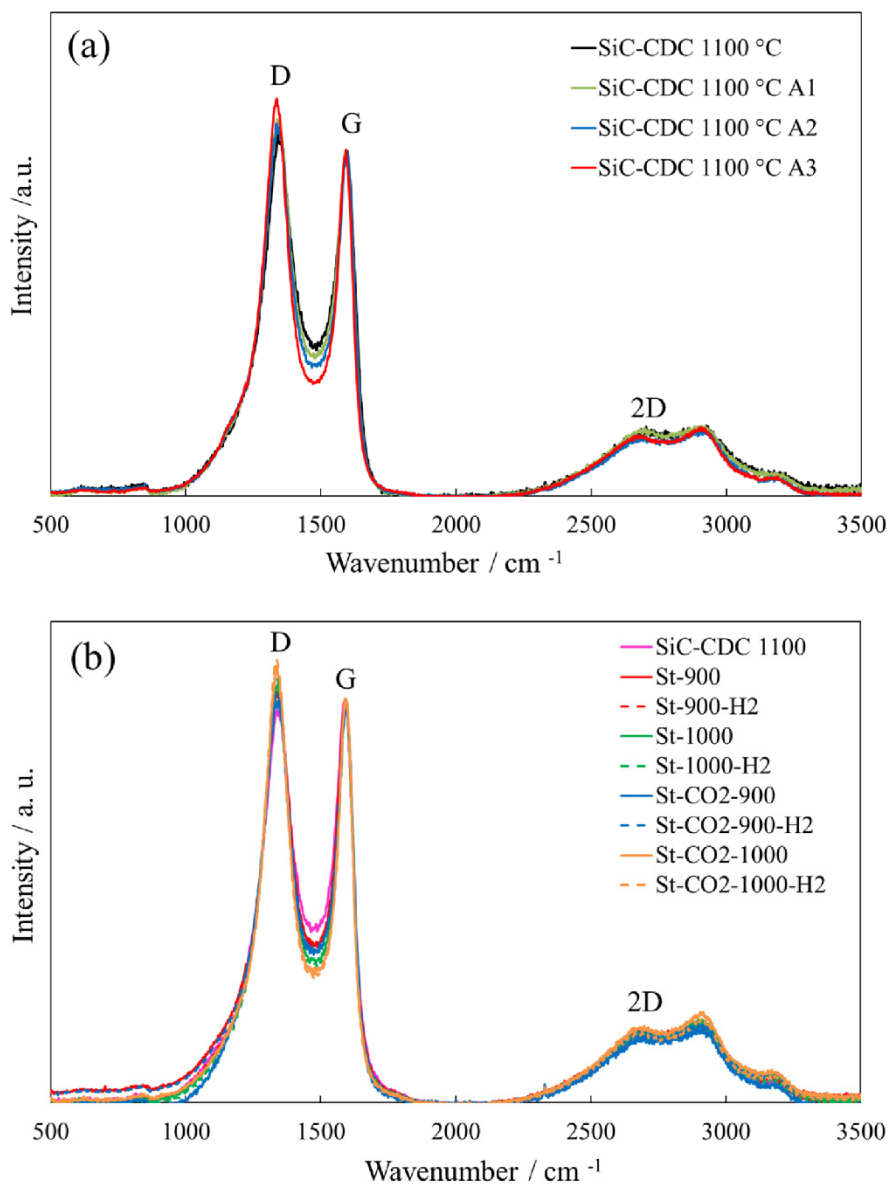 (a)
D
G
2D
SiC-CDC 1100 °C
SiC-CDC 1100 °C A1
SiC-CDC 1100 °C A2
SiC-CDC 1100 °C A3
Intensity /a.u.
500 1000 1500 2000 2500 3000 3500
Wavenumber / cm -1
(b)
D
G
2D
SiC-CDC 1100
St-900
St-900-H2
St-1000
St-1000-H2
St-CO2-900
St-CO2-900-H2
St-CO2-1000
St-CO2-1000-H2
Intensity / a. u.
500 1000 1500 2000 2500 3000 3500
Wavenumber / cm -1